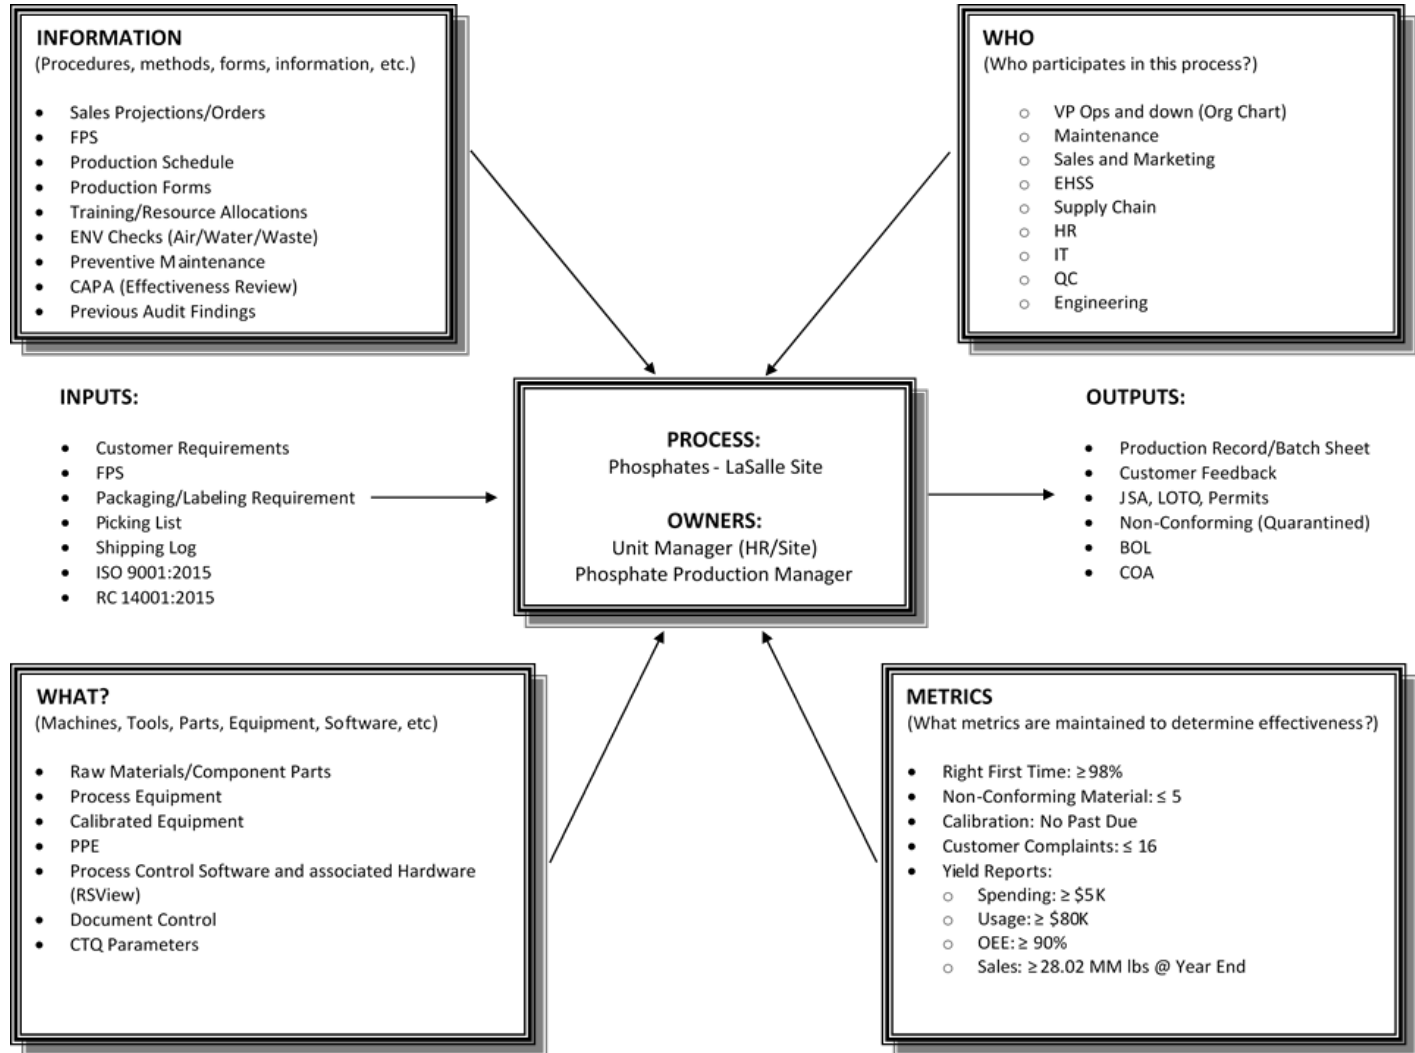 INFORMATION
(Procedures, methods, forms, information, etc.)
• Sales Projections/Orders
• FPS
• Production Schedule
• Production Forms
• Training/Resource Allocations
• ENV Checks (Air/Water/Waste)
• Preventive Maintenance
• CAPA (Effectiveness Review)
• Previous Audit Findings
WHO
(Who participates in this process?)
o VP Ops and down (Org Chart)
o Maintenance
o Sales and Marketing
o EHSS
o Supply Chain
o HR
o IT
o QC
o Engineering
INPUTS:
• Customer Requirements
• FPS
• Packaging/Labeling Requirement
• Picking List
• Shipping Log
• ISO 9001:2015
• RC 14001:2015
PROCESS:
Phosphates - LaSalle Site
OWNERS:
Unit Manager (HR/Site)
Phosphate Production Manager
OUTPUTS:
• Production Record/Batch Sheet
• Customer Feedback
• JSA, LOTO, Permits
• Non-Conforming (Quarantined)
• BOL
• COA
WHAT?
(Machines, Tools, Parts, Equipment, Software, etc)
• Raw Materials/Component Parts
• Process Equipment
• Calibrated Equipment
• PPE
• Process Control Software and associated Hardware
(RSView)
• Document Control
• CTQ Parameters
METRICS
(What metrics are maintained to determine effectiveness?)
• Right First Time: ≥ 98%
• Non-Conforming Material: ≤ 5
• Calibration: No Past Due
• Customer Complaints: ≤ 16
• Yield Reports:
o Spending: ≥ $5K
o Usage: ≥ $80K
o OEE: ≥ 90%
o Sales: ≥ 28.02 MM lbs @ Year End